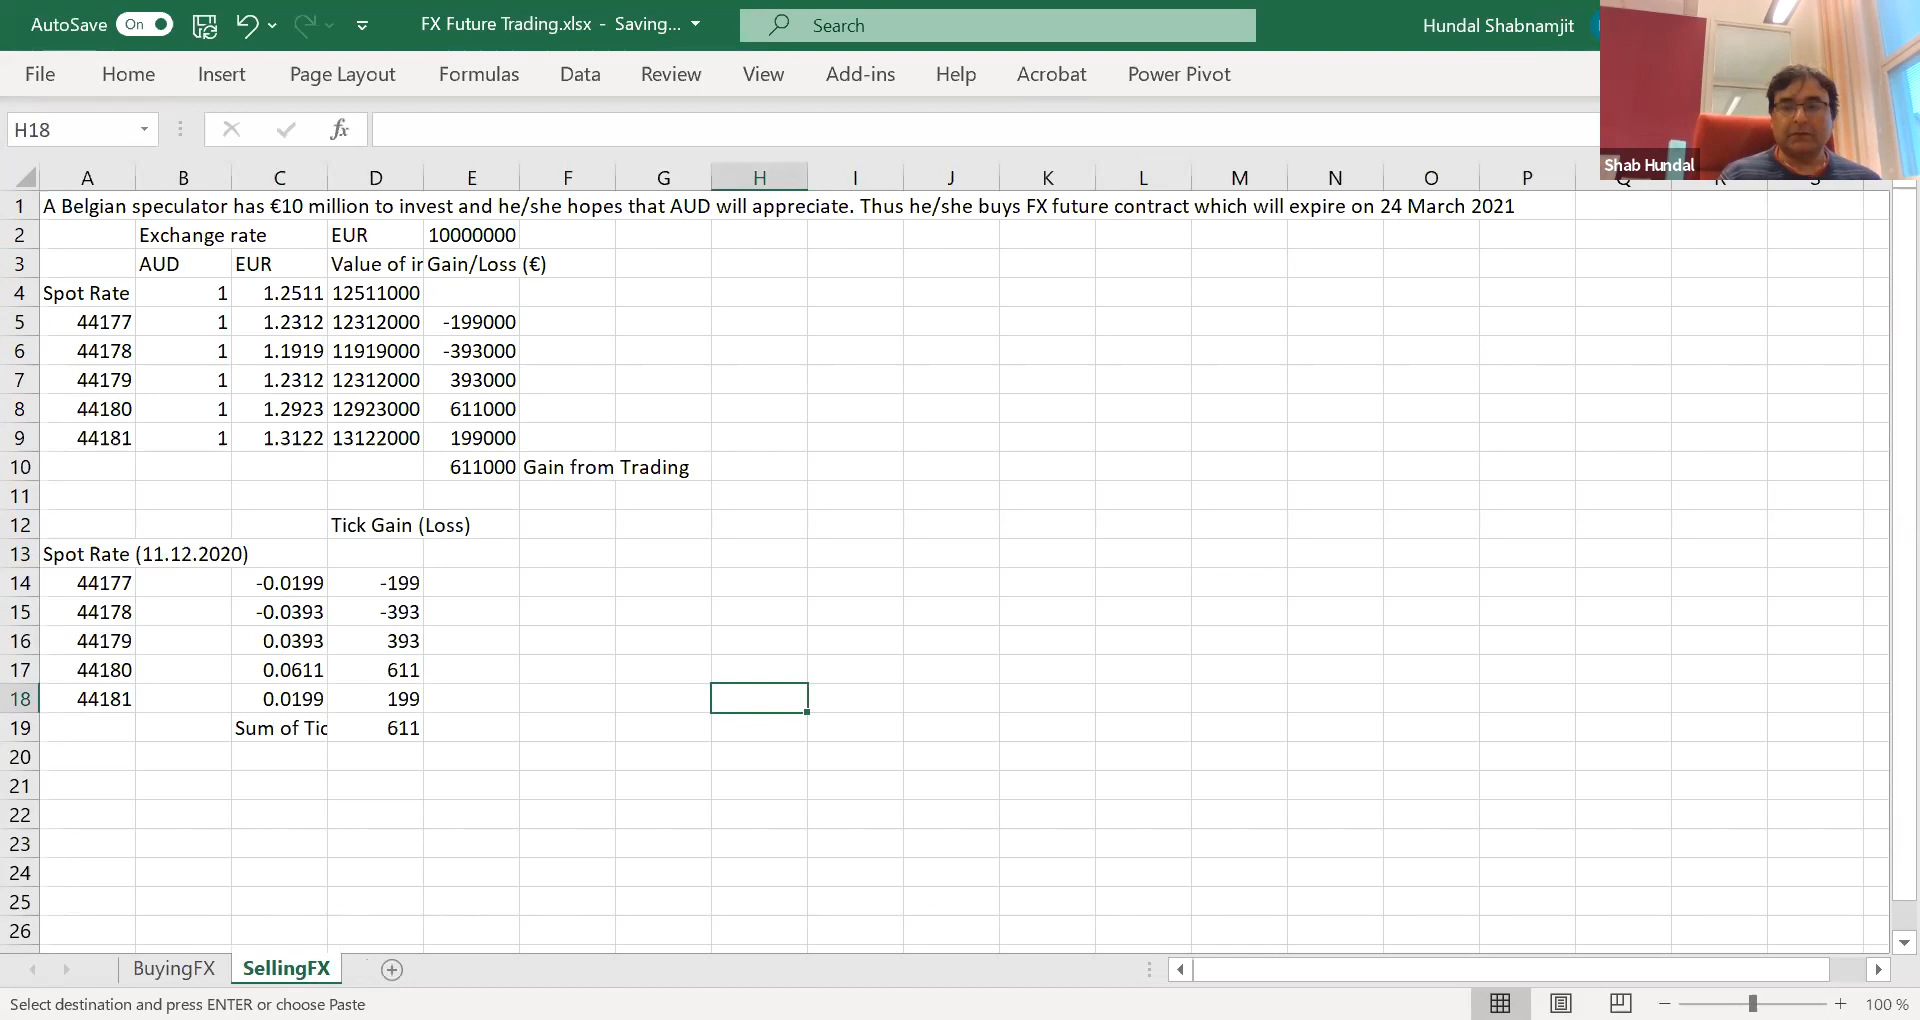 AutoSave On FX Future Trading.xlsx - Saving... Search Hundal Shabnamjit
File Home Insert Page Layout Formulas Data Review View Add-ins Help Acrobat Power Pivot
H18 fx
Shab Hundal
A B C D E F G H I J K L M N O P
1 A Belgian speculator has €10 million to invest and he/she hopes that AUD will appreciate. Thus he/she buys FX future contract which will expire on 24 March 2021
2 Exchange rate EUR 10000000
3 AUD EUR Value of ir Gain/Loss (€)
4 Spot Rate 1 1.2511 12511000
5 44177 1 1.2312 12312000 -199000
6 44178 1 1.1919 11919000 -393000
7 44179 1 1.2312 12312000 393000
8 44180 1 1.2923 12923000 611000
9 44181 1 1.3122 13122000 199000
10 611000 Gain from Trading
11
12 Tick Gain (Loss)
13 Spot Rate (11.12.2020)
14 44177 -0.0199 -199
15 44178 -0.0393 -393
16 44179 0.0393 393
17 44180 0.0611 611
18 44181 0.0199 199
19 Sum of Tic 611
20
21
22
23
24
25
26
BuyingFX SellingFX
Select destination and press ENTER or choose Paste 100 %